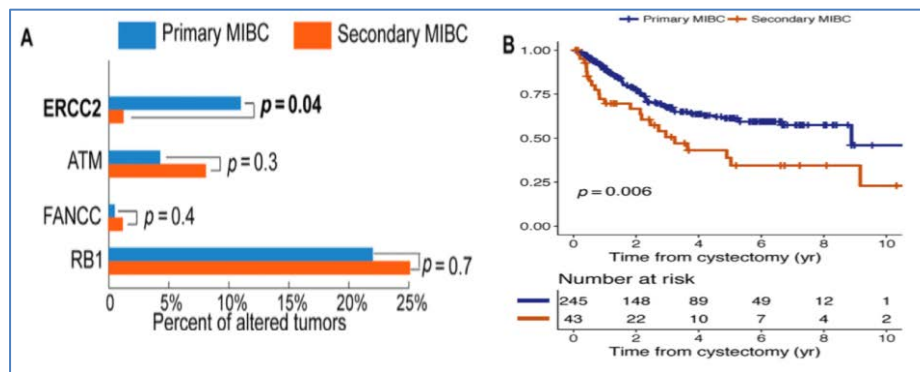 A
Primary MIBC
Secondary MIBC
ERCC2
p = 0.04
ATM
p = 0.3
FANCC
p = 0.4
RB1
p = 0.7
0 5% 10% 15% 20% 25%
Percent of altered tumors
B
Primary MIBC Secondary MIBC
1.00
0.75
0.50
0.25
0.00
p = 0.006
0 2 4 6 8 10
Time from cystectomy (yr)
Number at risk
245 148 89 49 12 1
43 22 10 7 4 2
0 2 4 6 8 10
Time from cystectomy (yr)